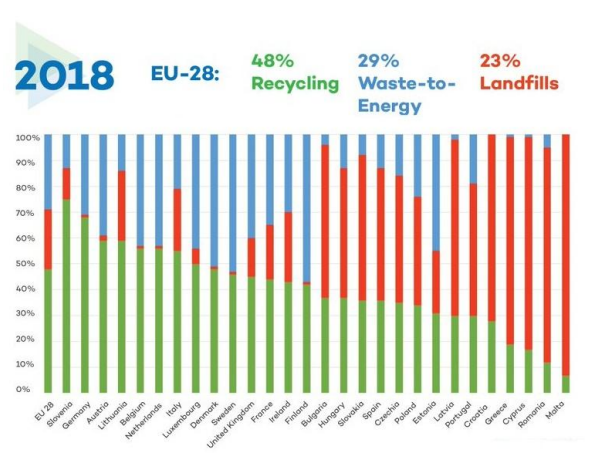 2018
EU-28:
48%
Recycling
29%
Waste-to-
Energy
23%
Landfills
100%
90%
80%
70%
60%
50%
40%
30%
20%
10%
0%
EU 28
Slovenia
Germany
Austria
Lithuania
Belgium
Netherlands
Italy
Luxembourg
Denmark
Sweden
United Kingdom
France
Ireland
Finland
Bulgaria
Hungary
Slovakia
Spain
Czechia
Poland
Estonia
Latvia
Portugal
Croatia
Greece
Cyprus
Romania
Malta